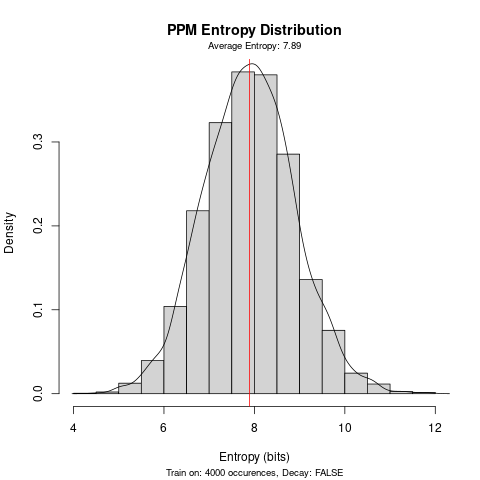 PPM Entropy Distribution
Average Entropy: 7.89
Density
0.3
0.2
0.1
0.0
4 6 8 10 12
Entropy (bits)
Train on: 4000 occurences, Decay: FALSE